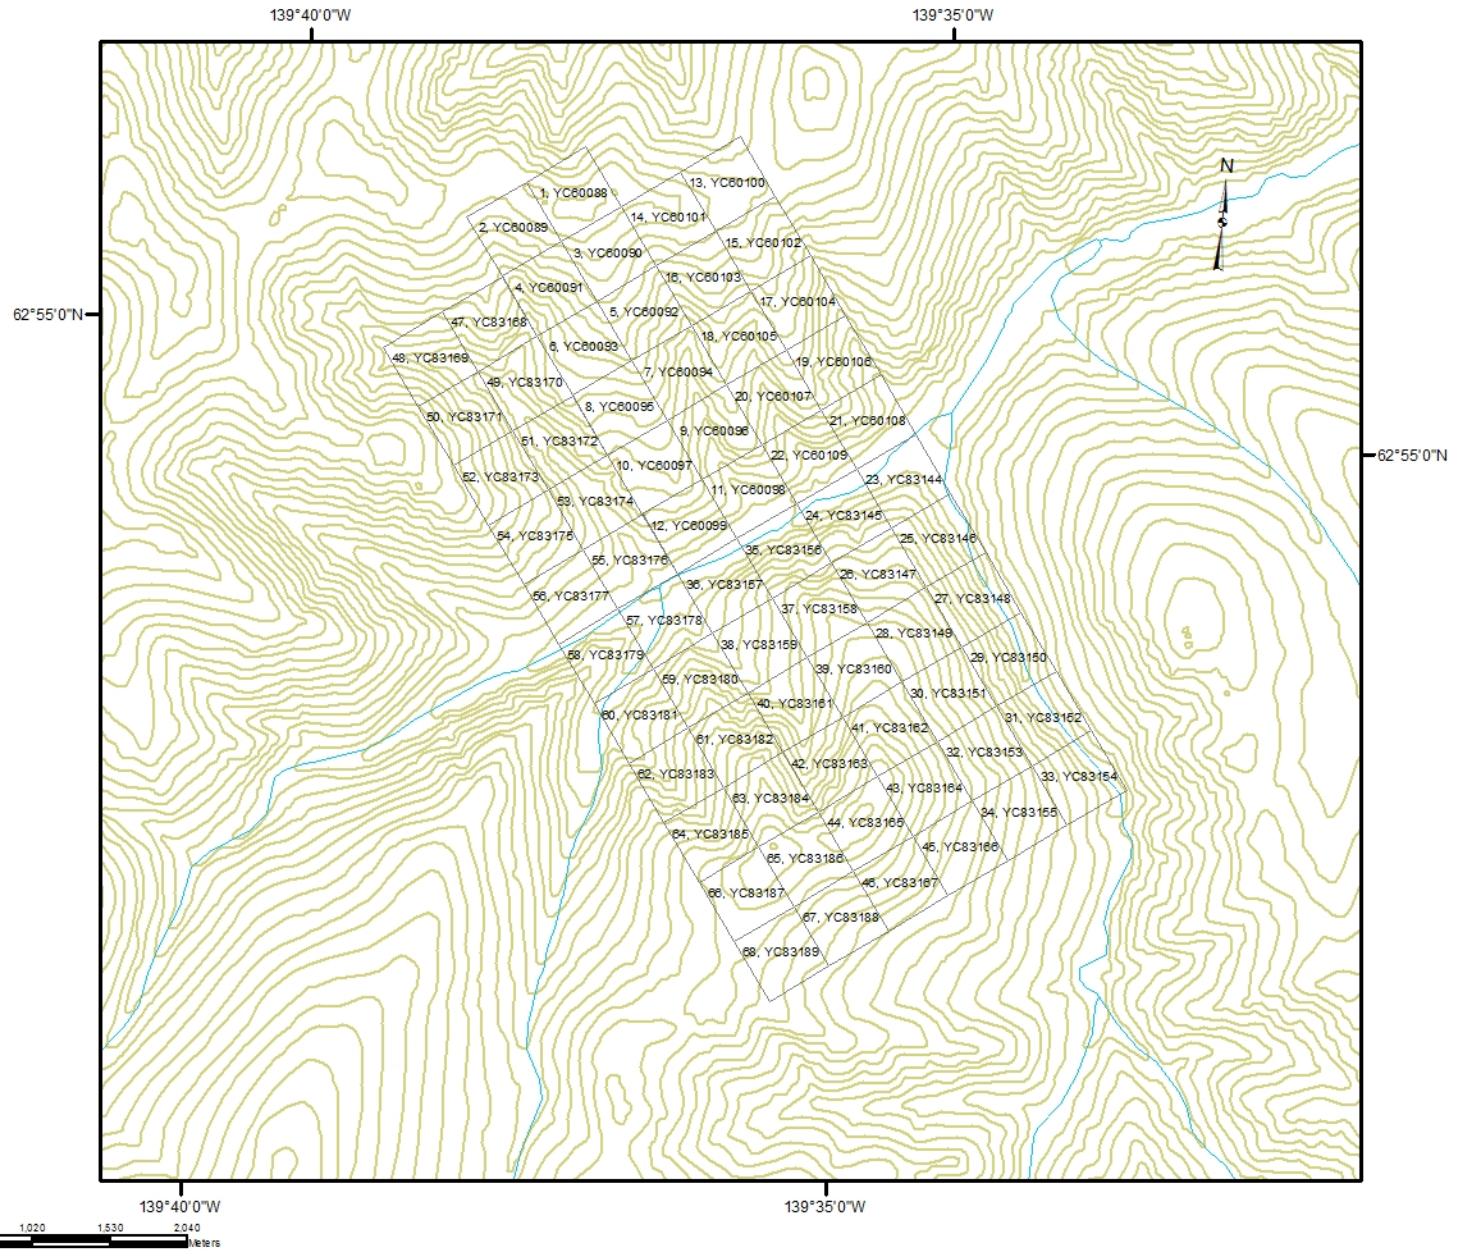 139°40'0"W
139°35'0"W
N
13, YC60100
1, YC60088
14, YC60101
2, YC60089
15, YC60102
3, YC60090
16, YC60103
4, YC60091
17, YC60104
5, YC60092
62°55'0"N
47, YC83168
18, YC60105
6, YC60093
48, YC83169
19, YC60106
7, YC60094
49, YC83170
20, YC60107
8, YC60095
50, YC83171
21, YC60108
9, YC60096
51, YC83172
22, YC60109
62°55'0"N
10, YC60097
52, YC83173
23, YC83144
11, YC60098
53, YC83174
24, YC83145
12, YC60099
54, YC83175
25, YC83146
35, YC83156
55, YC83176
26, YC83147
36, YC83157
56, YC83177
27, YC83148
37, YC83158
57, YC83178
28, YC83149
38, YC83159
58, YC83179
29, YC83150
39, YC83160
59, YC83180
30, YC83151
40, YC83161
60, YC83181
31, YC83152
41, YC83162
61, YC83182
32, YC83153
42, YC83163
62, YC83183
33, YC83154
43, YC83164
63, YC83184
34, YC83155
44, YC83165
64, YC83185
45, YC83166
65, YC83186
46, YC83167
66, YC83187
67, YC83188
68, YC83189
139°40'0"W
139°35'0"W
1,020 1,530 2,040
Meters